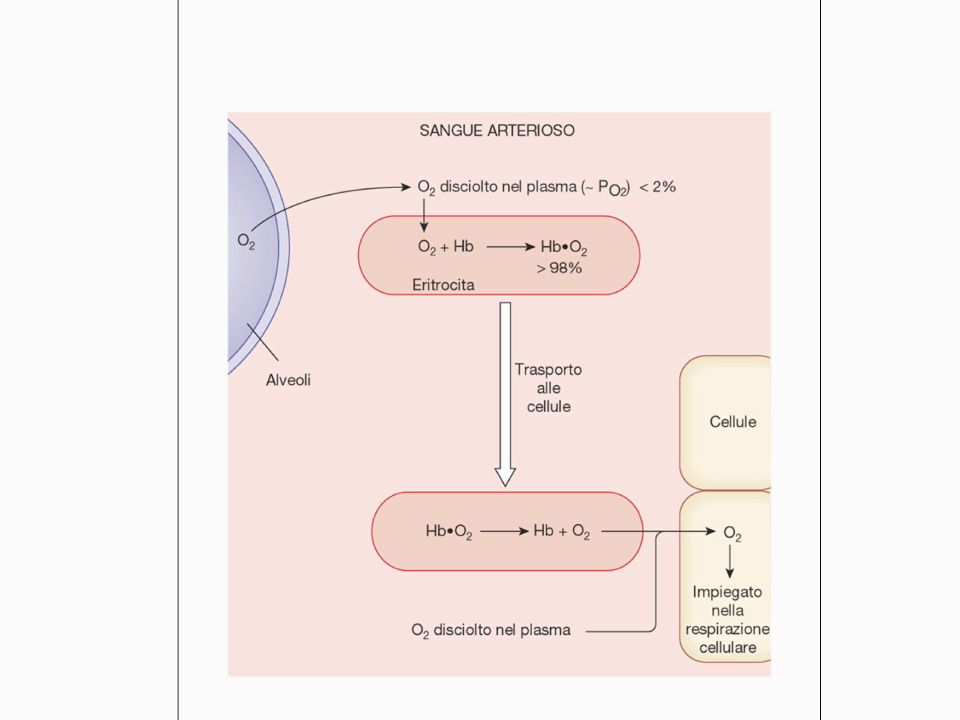 SANGUE ARTERIOSO
O₂ disciolto nel plasma (~ PO₂) < 2%
O₂
O₂ + Hb
Hb•O₂
> 98%
Eritrocita
Alveoli
Trasporto
alle
cellule
Cellule
Hb•O₂
Hb + O₂
O₂
Impiegato
nella
respirazione
cellulare
O₂ disciolto nel plasma